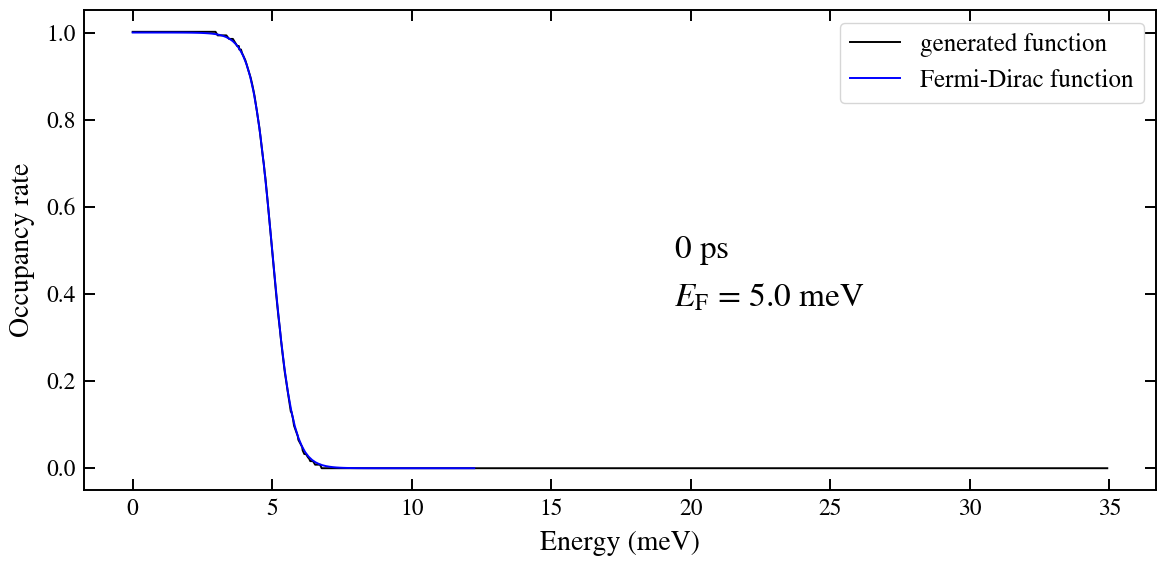 generated function
Fermi-Dirac function
0 ps
E_F = 5.0 meV
Occupancy rate
1.0
0.8
0.6
0.4
0.2
0.0
0 5 10 15 20 25 30 35
Energy (meV)